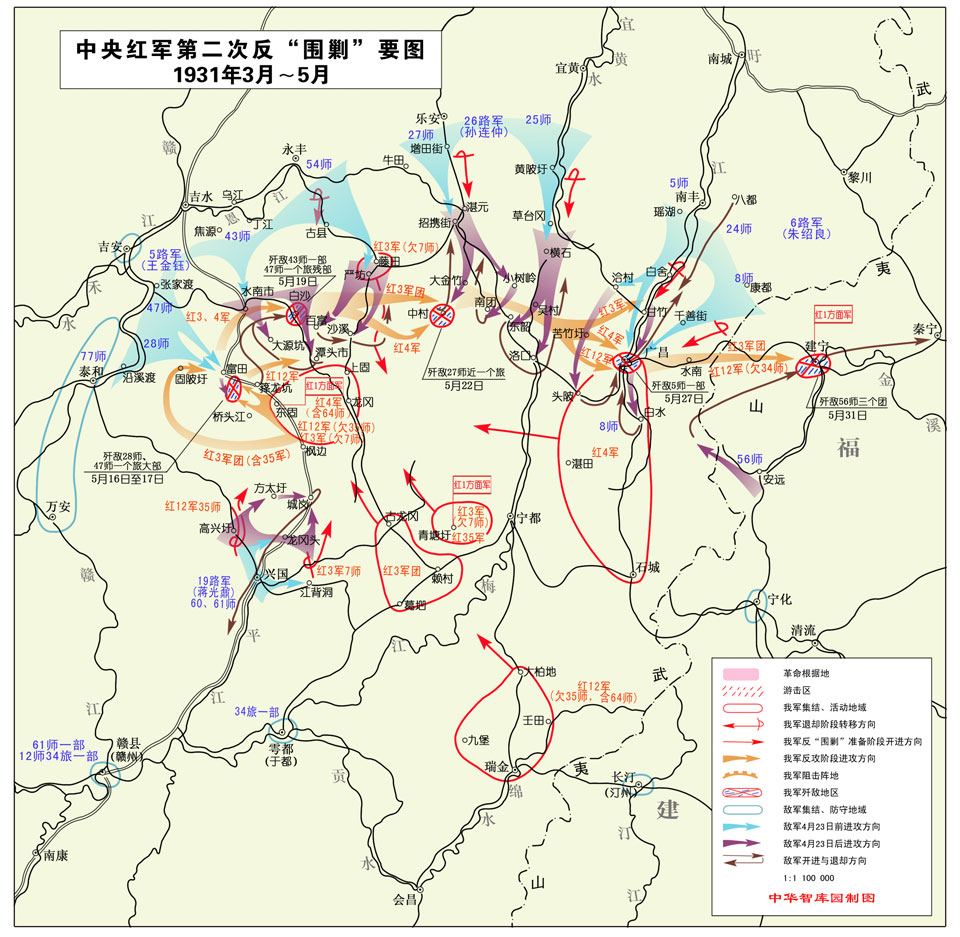 中央红军第二次反“围剿”要图
1931年3月～5月
宜
黄
水
宜黄
南城
盱
江
武
乐安
26路军
(孙连仲)
25师
27师
增田街
牛田
黄陂圩
黎川
永丰
54师
赣
江
吉水
乌江
恩
江
丁江
焦源
43师
古县
湛元
招携街
草台冈
5师
南丰
瑶湖
八都
24师
6路军
(朱绍良)
吉安
5路军
(王金钰)
禾
水
张家渡
47师
水南市
歼敌43师一部
47师一个旅残部
5月19日
白沙
严坊
红3军(欠7师)
藤田
红3军团
大金竹
小树岭
横石
洽村
白舍
8师
康都
夷
红3、4军
百富
沙溪
中村
南团
东韶
吴村
红3军
甘竹
千善街
红1方面军
秦宁
77师
28师
大源坑
潭头市
红4军
洛口
苦竹圩
红4军
红12军
广昌
红3军团
水南
红12军(欠34师)
建宁
金
溪
泰和
沿溪渡
固陂圩
富田
红12军
上固
歼敌27师近一个旅
5月22日
歼敌5师一部
5月27日
歼敌56师三个团
5月31日
龙坑
红1方面军
东固
红4军
(含64师)
龙冈
桥头江
红3军(欠7师)
枫边
红3军团(含35军)
头陂
白水
8师
山
歼敌28师、
47师一个旅大部
5月16日至17日
红4军
湛田
56师
安远
福
万安
红12军35师
方太圩
城岗
高兴圩
龙冈头
红1方面军
红3军
(欠7师)
青塘圩
红35军
古龙冈
宁都
19路军
(蒋光鼐)
60、61师
兴国
红3军7师
江背洞
红3军团
赖村
葛坳
梅
江
石城
宁化
清流
赣
江
平
江
大柏地
红12军
(欠35师，含64师)
壬田
九堡
瑞金
武
夷
山
34旅一部
雩都
(于都)
61师一部
12师34旅一部
赣县
(赣州)
贡
水
绵
水
长汀
(汀州)
建
汀
江
南康
会昌
革命根据地
游击区
我军集结、活动地域
我军退却阶段转移方向
我军反“围剿”准备阶段开进方向
我军反攻阶段进攻方向
我军阻击阵地
我军歼敌地区
敌军集结、防守地域
敌军4月23日前进攻方向
敌军4月23日后进攻方向
敌军开进与退却方向
1:1 100 000
中华智库园制图